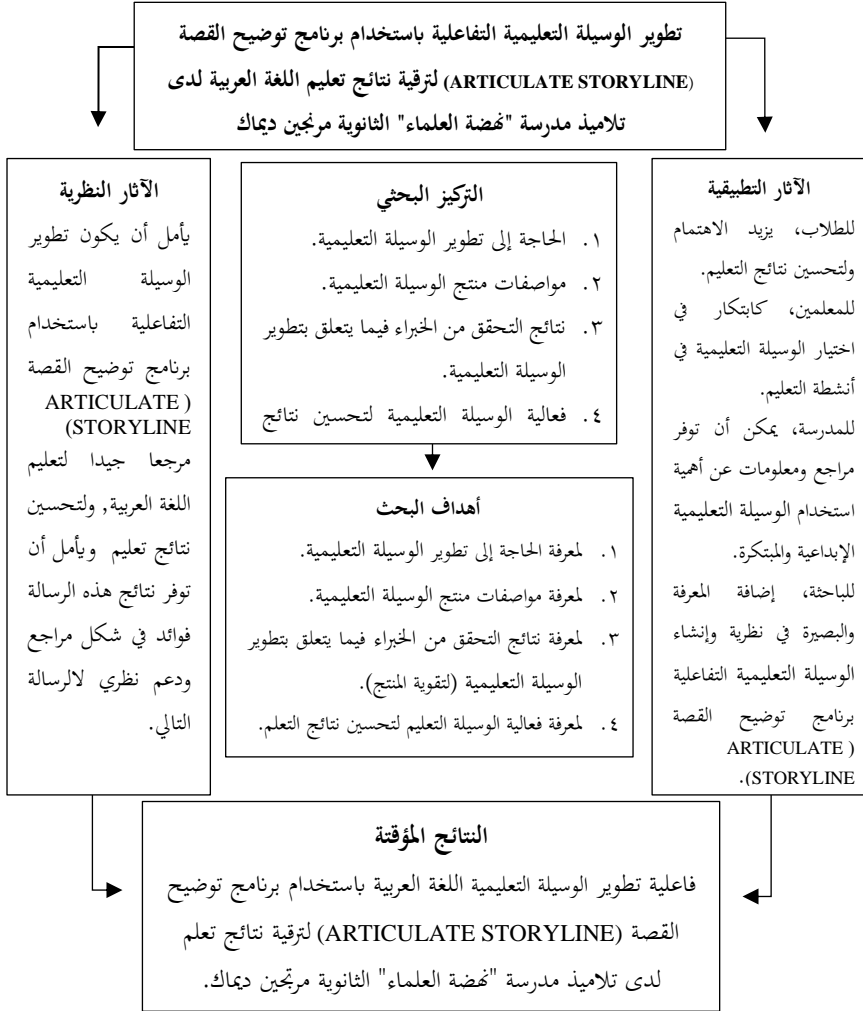 تطوير الوسيلة التعليمية التفاعلية باستخدام برنامج توضيح القصة
(ARTICULATE STORYLINE) لترقية نتائج تعليم اللغة العربية لدى
تلاميذ مدرسة "نهضة العلماء" الثانوية مرنجين ديماك
الآثار التطبيقية
للطلاب، يزيد الاهتمام
ولتحسين نتائج التعليم.
للمعلمين، كابتكار في
اختيار الوسيلة التعليمية في
أنشطة التعليم.
للمدرسة، يمكن أن توفر
مراجع ومعلومات عن أهمية
استخدام الوسيلة التعليمية
الإبداعية والمبتكرة.
للباحثة، إضافة المعرفة
والبصيرة في نظرية وإنشاء
الوسيلة التعليمية التفاعلية
برنامج توضيح القصة
( ARTICULATE
STORYLINE).
التركيز البحثي
١. الحاجة إلى تطوير الوسيلة التعليمية.
٢. مواصفات منتج الوسيلة التعليمية.
٣. نتائج التحقق من الخبراء فيما يتعلق بتطوير
الوسيلة التعليمية.
٤. فعالية الوسيلة التعليمية لتحسين نتائج
أهداف البحث
١. لمعرفة الحاجة إلى تطوير الوسيلة التعليمية.
٢. لمعرفة مواصفات منتج الوسيلة التعليمية.
٣. لمعرفة نتائج التحقق من الخبراء فيما يتعلق بتطوير
الوسيلة التعليمية (لتقوية المنتج).
٤. لمعرفة فعالية الوسيلة التعليم لتحسين نتائج التعلم.
الآثار النظرية
يأمل أن يكون تطوير
الوسيلة التعليمية
التفاعلية باستخدام
برنامج توضيح القصة
( ARTICULATE
STORYLINE)
مرجعا جيدا لتعليم
اللغة العربية, ولتحسين
نتائج تعليم ويأمل أن
توفر نتائج هذه الرسالة
فوائد في شكل مراجع
ودعم نظري لالرسالة
التالي.
النتائج المؤقتة
فاعلية تطوير الوسيلة التعليمية اللغة العربية باستخدام برنامج توضيح
القصة (ARTICULATE STORYLINE) لترقية نتائج تعلم
لدى تلاميذ مدرسة "نهضة العلماء" الثانوية مرتجين ديماك.